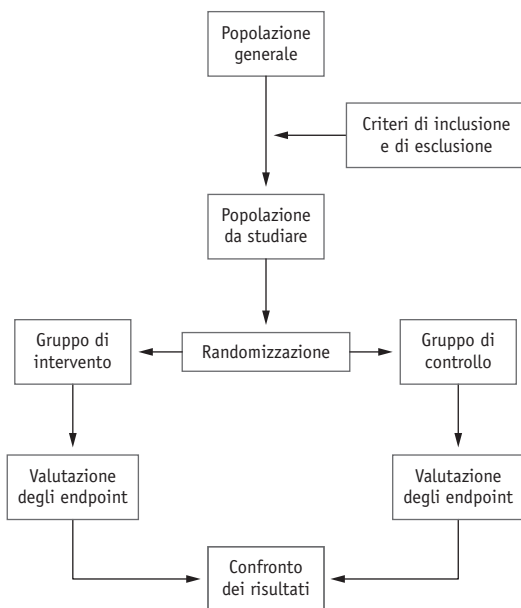 Popolazione
generale
Criteri di inclusione
e di esclusione
Popolazione
da studiare
Gruppo di
intervento
Randomizzazione
Gruppo di
controllo
Valutazione
degli endpoint
Valutazione
degli endpoint
Confronto
dei risultati